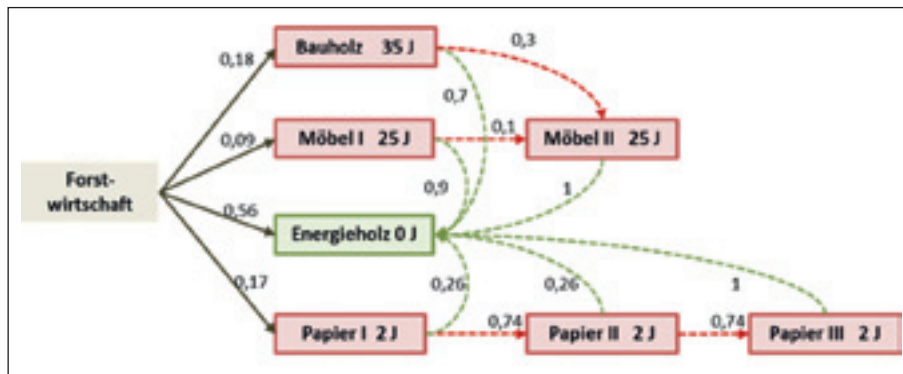 Bauholz 35 J
0,3
0,18
0,7
Möbel I 25 J
0,1
Möbel II 25 J
0,09
Forst-
wirtschaft
0,9
1
0,56
Energieholz 0 J
0,17
0,26
0,26
1
Papier I 2 J
0,74
Papier II 2 J
0,74
Papier III 2 J